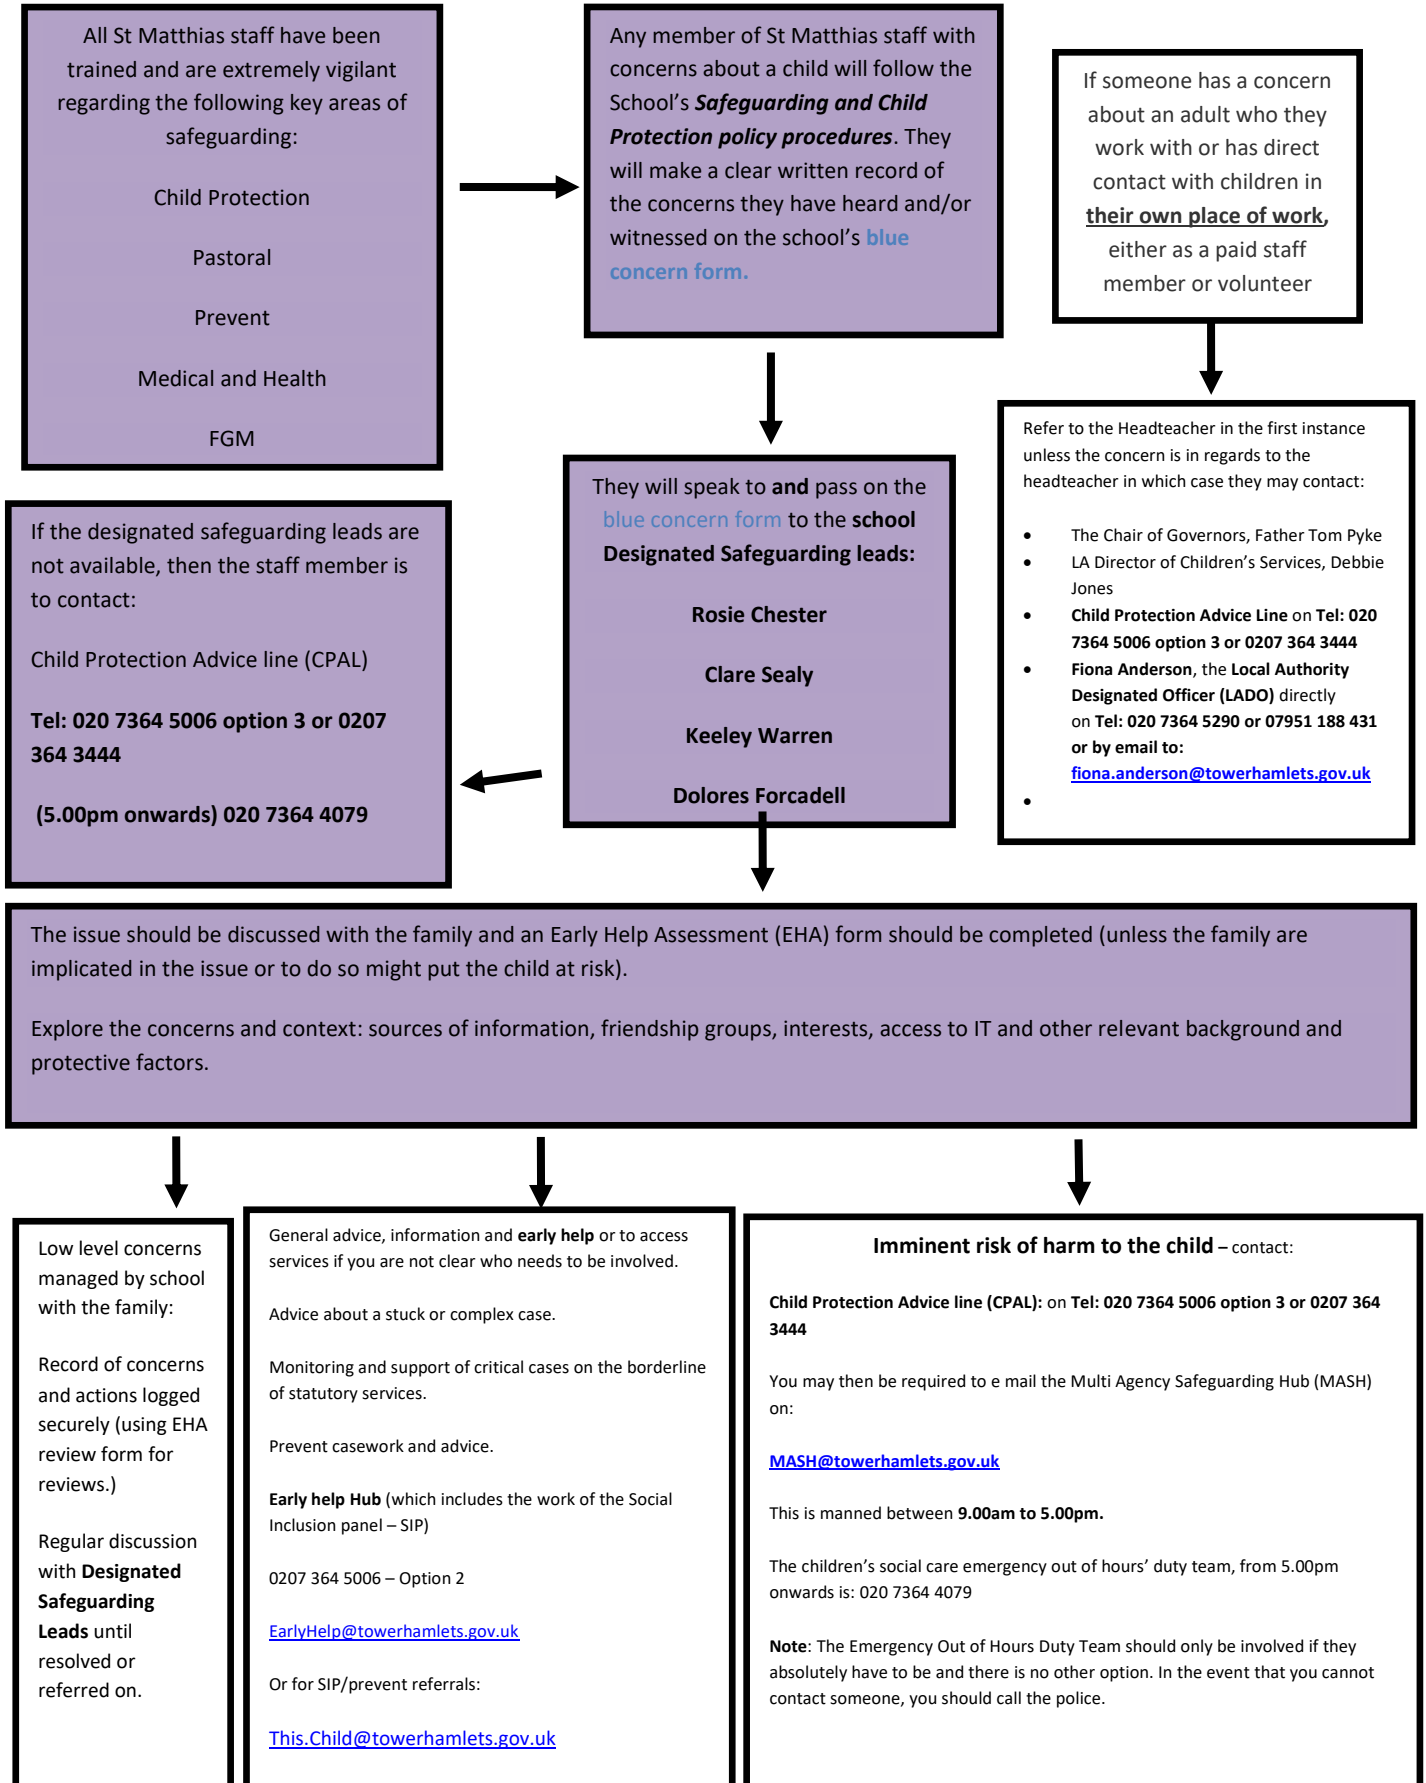 All St Matthias staff have been
trained and are extremely vigilant
regarding the following key areas of
safeguarding:
Child Protection
Pastoral
Prevent
Medical and Health
FGM
Any member of St Matthias staff with
concerns about a child will follow the
School’s Safeguarding and Child
Protection policy procedures. They
will make a clear written record of
the concerns they have heard and/or
witnessed on the school’s blue
concern form.
If someone has a concern
about an adult who they
work with or has direct
contact with children in
their own place of work,
either as a paid staff
member or volunteer
Refer to the Headteacher in the first instance
unless the concern is in regards to the
headteacher in which case they may contact:
• The Chair of Governors, Father Tom Pyke
• LA Director of Children’s Services, Debbie
Jones
• Child Protection Advice Line on Tel: 020
7364 5006 option 3 or 0207 364 3444
• Fiona Anderson, the Local Authority
Designated Officer (LADO) directly
on Tel: 020 7364 5290 or 07951 188 431
or by email to:
fiona.anderson@towerhamlets.gov.uk
•
They will speak to and pass on the
blue concern form to the school
Designated Safeguarding leads:
Rosie Chester
Clare Sealy
Keeley Warren
Dolores Forcadell
If the designated safeguarding leads are
not available, then the staff member is
to contact:
Child Protection Advice line (CPAL)
Tel: 020 7364 5006 option 3 or 0207
364 3444
(5.00pm onwards) 020 7364 4079
The issue should be discussed with the family and an Early Help Assessment (EHA) form should be completed (unless the family are
implicated in the issue or to do so might put the child at risk).
Explore the concerns and context: sources of information, friendship groups, interests, access to IT and other relevant background and
protective factors.
Low level concerns
managed by school
with the family:
Record of concerns
and actions logged
securely (using EHA
review form for
reviews.)
Regular discussion
with Designated
Safeguarding
Leads until
resolved or
referred on.
General advice, information and early help or to access
services if you are not clear who needs to be involved.
Advice about a stuck or complex case.
Monitoring and support of critical cases on the borderline
of statutory services.
Prevent casework and advice.
Early help Hub (which includes the work of the Social
Inclusion panel – SIP)
0207 364 5006 – Option 2
EarlyHelp@towerhamlets.gov.uk
Or for SIP/prevent referrals:
This.Child@towerhamlets.gov.uk
Imminent risk of harm to the child – contact:
Child Protection Advice line (CPAL): on Tel: 020 7364 5006 option 3 or 0207 364
3444
You may then be required to e mail the Multi Agency Safeguarding Hub (MASH)
on:
MASH@towerhamlets.gov.uk
This is manned between 9.00am to 5.00pm.
The children’s social care emergency out of hours’ duty team, from 5.00pm
onwards is: 020 7364 4079
Note: The Emergency Out of Hours Duty Team should only be involved if they
absolutely have to be and there is no other option. In the event that you cannot
contact someone, you should call the police.